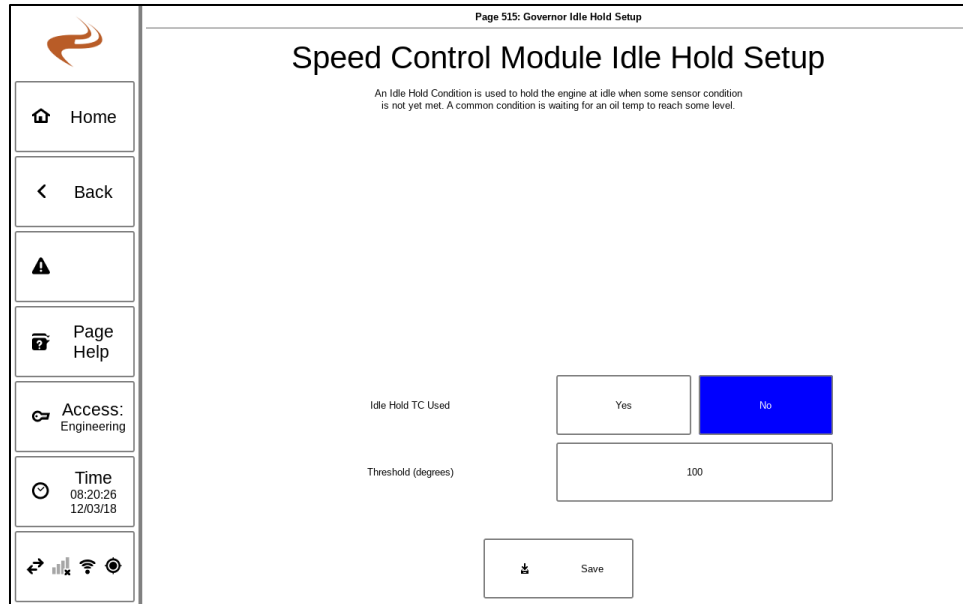 Page 515: Governor Idle Hold Setup
Speed Control Module Idle Hold Setup
An Idle Hold Condition is used to hold the engine at idle when some sensor condition
is not yet met. A common condition is waiting for an oil temp to reach some level.
Home
Back
Page
Help
Access:
Engineering
Time
08:20:26
12/03/18
Idle Hold TC Used
Yes
No
Threshold (degrees)
100
Save